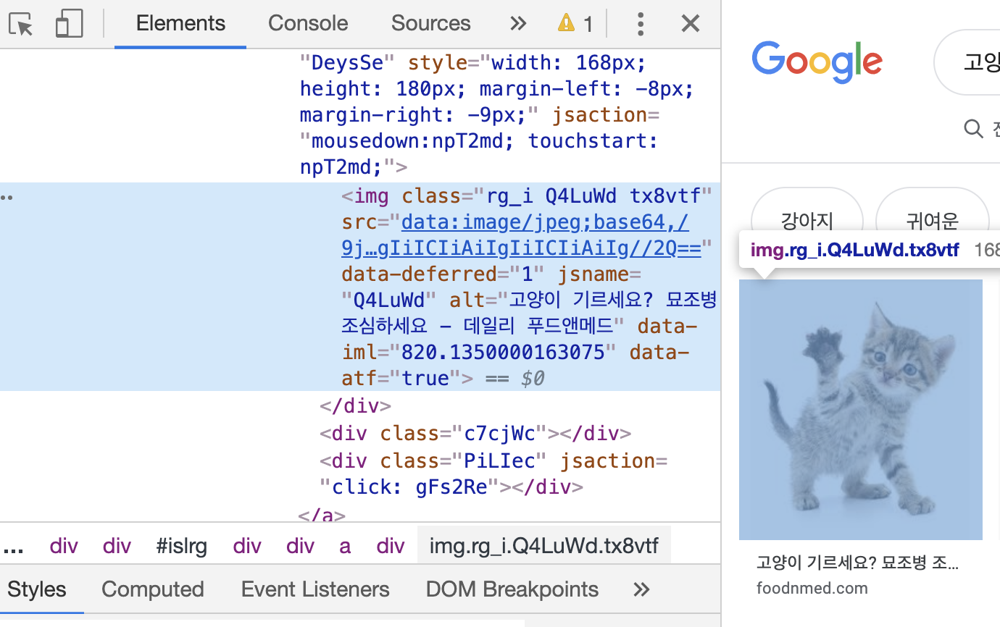 Elements Console Sources » 1
"DeysSe" style="width: 168px;
height: 180px; margin-left: -8px;
margin-right: -9px;" jsaction=
"mousedown:npT2md; touchstart:
npT2md;">
<img class="rg_i Q4LuWd tx8vtf"
src="data:image/jpeg;base64,/
9j…gIiICIiAiIgIiICIiAiIg//2Q=="
data-deferred="1" jsname=
"Q4LuWd" alt="고양이 기르세요? 묘조병
조심하세요 – 데일리 푸드앤메드" data-
iml="820.1350000163075" data-
atf="true"> == $0
</div>
<div class="c7cjWc"></div>
<div class="PiLIec" jsaction=
"click: gFs2Re"></div>
</a>
... div div #islrg div div a div img.rg_i.Q4LuWd.tx8vtf
Styles Computed Event Listeners DOM Breakpoints »
Google 고양
강아지 귀여운
img.rg_i.Q4LuWd.tx8vtf 168
고양이 기르세요? 묘조병 조...
foodnmed.com